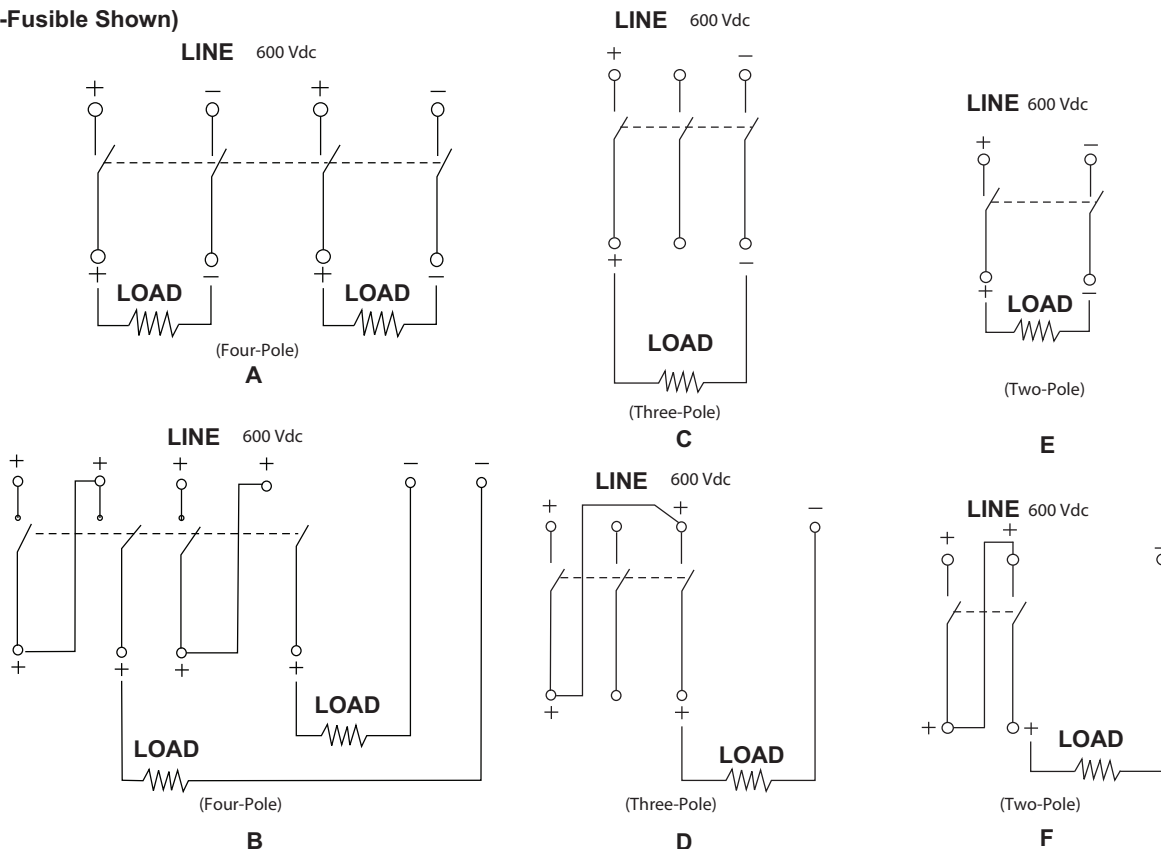 -Fusible Shown)
LINE 600 Vdc
+ − + −
+ − + −
LOAD LOAD
(Four-Pole)
A
LINE 600 Vdc
+ −
+ −
LOAD
(Three-Pole)
C
LINE 600 Vdc
+ −
+ −
LOAD
(Two-Pole)
E
LINE 600 Vdc
+ + + + − −
+ + + +
LOAD
LOAD
(Four-Pole)
B
LINE 600 Vdc
+ + −
+ +
LOAD
(Three-Pole)
D
LINE 600 Vdc
+ + −
+ +
LOAD
(Two-Pole)
F